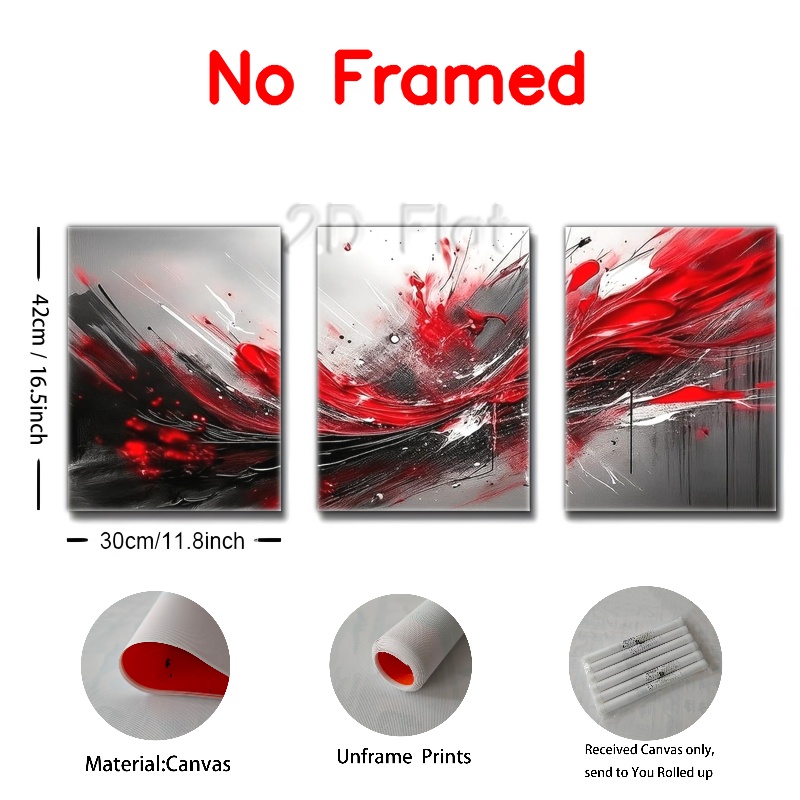 No Framed
2D Flat
42cm / 16.5inch
30cm/11.8inch
Material:Canvas
Unframe Prints
Received Canvas only,
send to You Rolled up